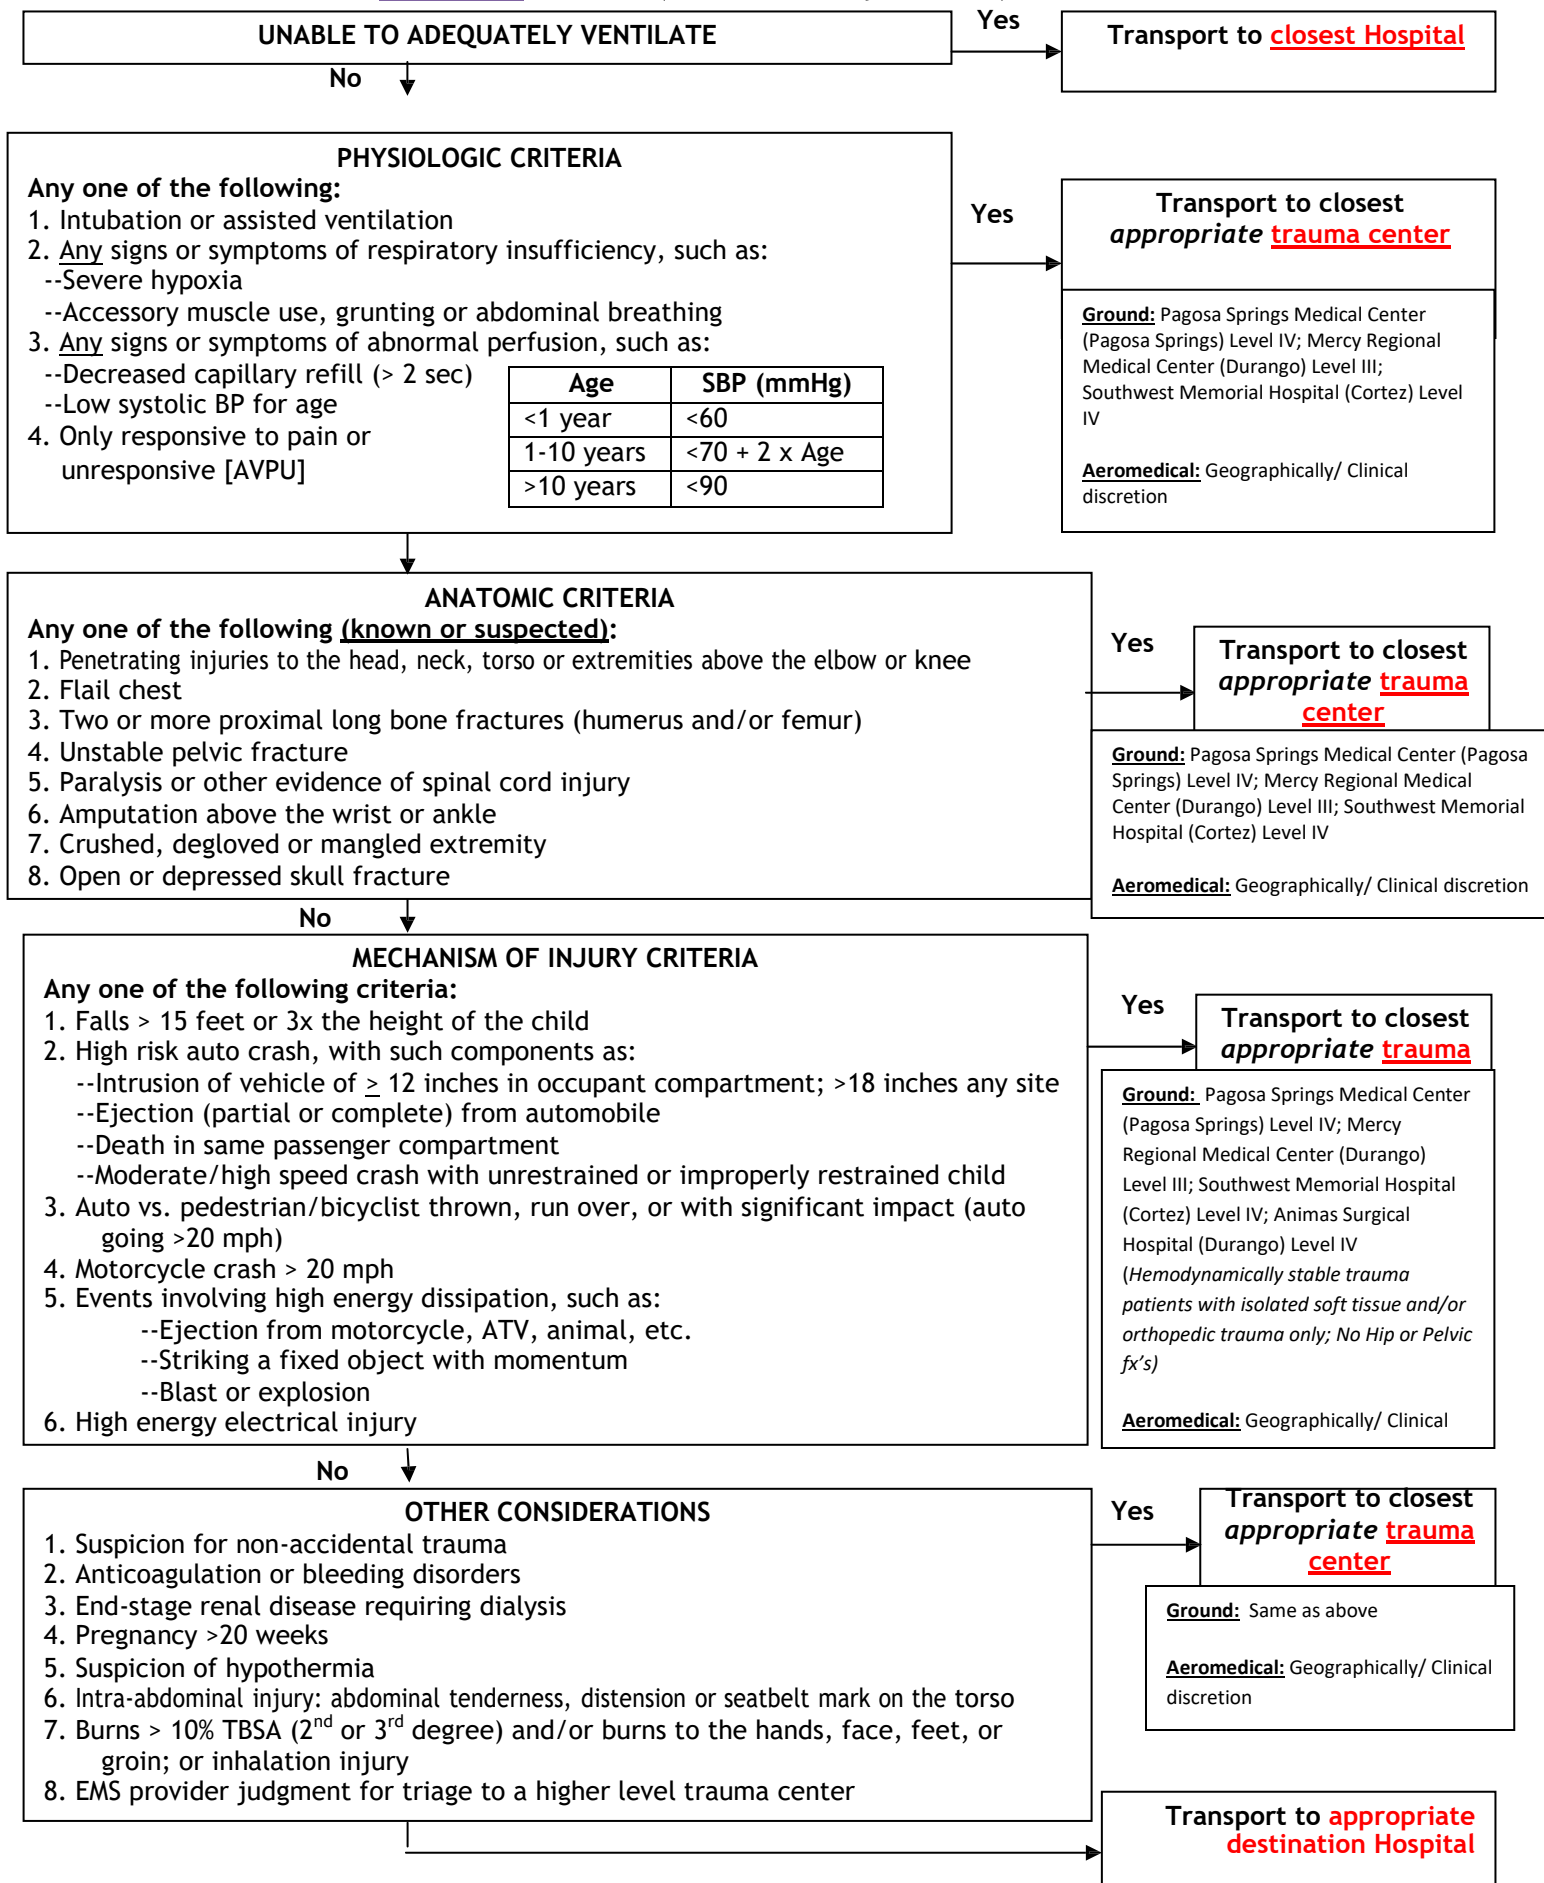 UNABLE TO ADEQUATELY VENTILATE
Yes
Transport to closest Hospital
No
PHYSIOLOGIC CRITERIA
Any one of the following:
1. Intubation or assisted ventilation
2. Any signs or symptoms of respiratory insufficiency, such as:
--Severe hypoxia
--Accessory muscle use, grunting or abdominal breathing
3. Any signs or symptoms of abnormal perfusion, such as:
--Decreased capillary refill (> 2 sec)
--Low systolic BP for age
4. Only responsive to pain or
unresponsive [AVPU]
Age SBP (mmHg)
<1 year <60
1-10 years <70 + 2 x Age
>10 years <90
Yes
Transport to closest
appropriate trauma center
Ground: Pagosa Springs Medical Center
(Pagosa Springs) Level IV; Mercy Regional
Medical Center (Durango) Level III;
Southwest Memorial Hospital (Cortez) Level
IV
Aeromedical: Geographically/ Clinical
discretion
ANATOMIC CRITERIA
Any one of the following (known or suspected):
1. Penetrating injuries to the head, neck, torso or extremities above the elbow or knee
2. Flail chest
3. Two or more proximal long bone fractures (humerus and/or femur)
4. Unstable pelvic fracture
5. Paralysis or other evidence of spinal cord injury
6. Amputation above the wrist or ankle
7. Crushed, degloved or mangled extremity
8. Open or depressed skull fracture
Yes
Transport to closest
appropriate trauma
center
Ground: Pagosa Springs Medical Center (Pagosa
Springs) Level IV; Mercy Regional Medical
Center (Durango) Level III; Southwest Memorial
Hospital (Cortez) Level IV
Aeromedical: Geographically/ Clinical discretion
No
MECHANISM OF INJURY CRITERIA
Any one of the following criteria:
1. Falls > 15 feet or 3x the height of the child
2. High risk auto crash, with such components as:
--Intrusion of vehicle of ≥ 12 inches in occupant compartment; >18 inches any site
--Ejection (partial or complete) from automobile
--Death in same passenger compartment
--Moderate/high speed crash with unrestrained or improperly restrained child
3. Auto vs. pedestrian/bicyclist thrown, run over, or with significant impact (auto
going >20 mph)
4. Motorcycle crash > 20 mph
5. Events involving high energy dissipation, such as:
--Ejection from motorcycle, ATV, animal, etc.
--Striking a fixed object with momentum
--Blast or explosion
6. High energy electrical injury
Yes
Transport to closest
appropriate trauma
Ground: Pagosa Springs Medical Center
(Pagosa Springs) Level IV; Mercy
Regional Medical Center (Durango)
Level III; Southwest Memorial Hospital
(Cortez) Level IV; Animas Surgical
Hospital (Durango) Level IV
(Hemodynamically stable trauma
patients with isolated soft tissue and/or
orthopedic trauma only; No Hip or Pelvic
fx's)
Aeromedical: Geographically/ Clinical
No
OTHER CONSIDERATIONS
1. Suspicion for non-accidental trauma
2. Anticoagulation or bleeding disorders
3. End-stage renal disease requiring dialysis
4. Pregnancy >20 weeks
5. Suspicion of hypothermia
6. Intra-abdominal injury: abdominal tenderness, distension or seatbelt mark on the torso
7. Burns > 10% TBSA (2nd or 3rd degree) and/or burns to the hands, face, feet, or
groin; or inhalation injury
8. EMS provider judgment for triage to a higher level trauma center
Yes
Transport to closest
appropriate trauma
center
Ground: Same as above
Aeromedical: Geographically/ Clinical
discretion
Transport to appropriate
destination Hospital